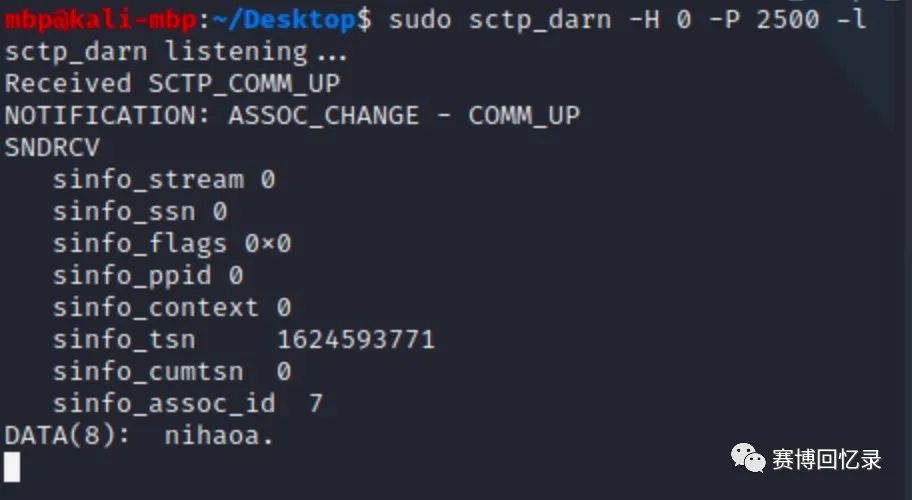 mbp@kali-mbp:~/Desktop$ sudo sctp_darn -H 0 -P 2500 -l
sctp_darn listening...
Received SCTP_COMM_UP
NOTIFICATION: ASSOC_CHANGE - COMM_UP
SNDRCV
   sinfo_stream 0
   sinfo_ssn 0
   sinfo_flags 0×0
   sinfo_ppid 0
   sinfo_context 0
   sinfo_tsn     1624593771
   sinfo_cumtsn  0
   sinfo_assoc_id  7
DATA(8):  nihaoa.
赛博回忆录